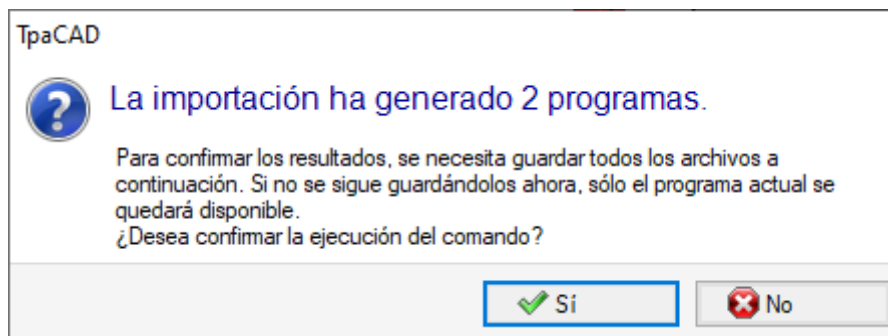 TpaCAD
La importación ha generado 2 programas.
Para confirmar los resultados, se necesita guardar todos los archivos a
continuación. Si no se sigue guardándolos ahora, sólo el programa actual se
quedará disponible.
¿Desea confirmar la ejecución del comando?
Sí
No